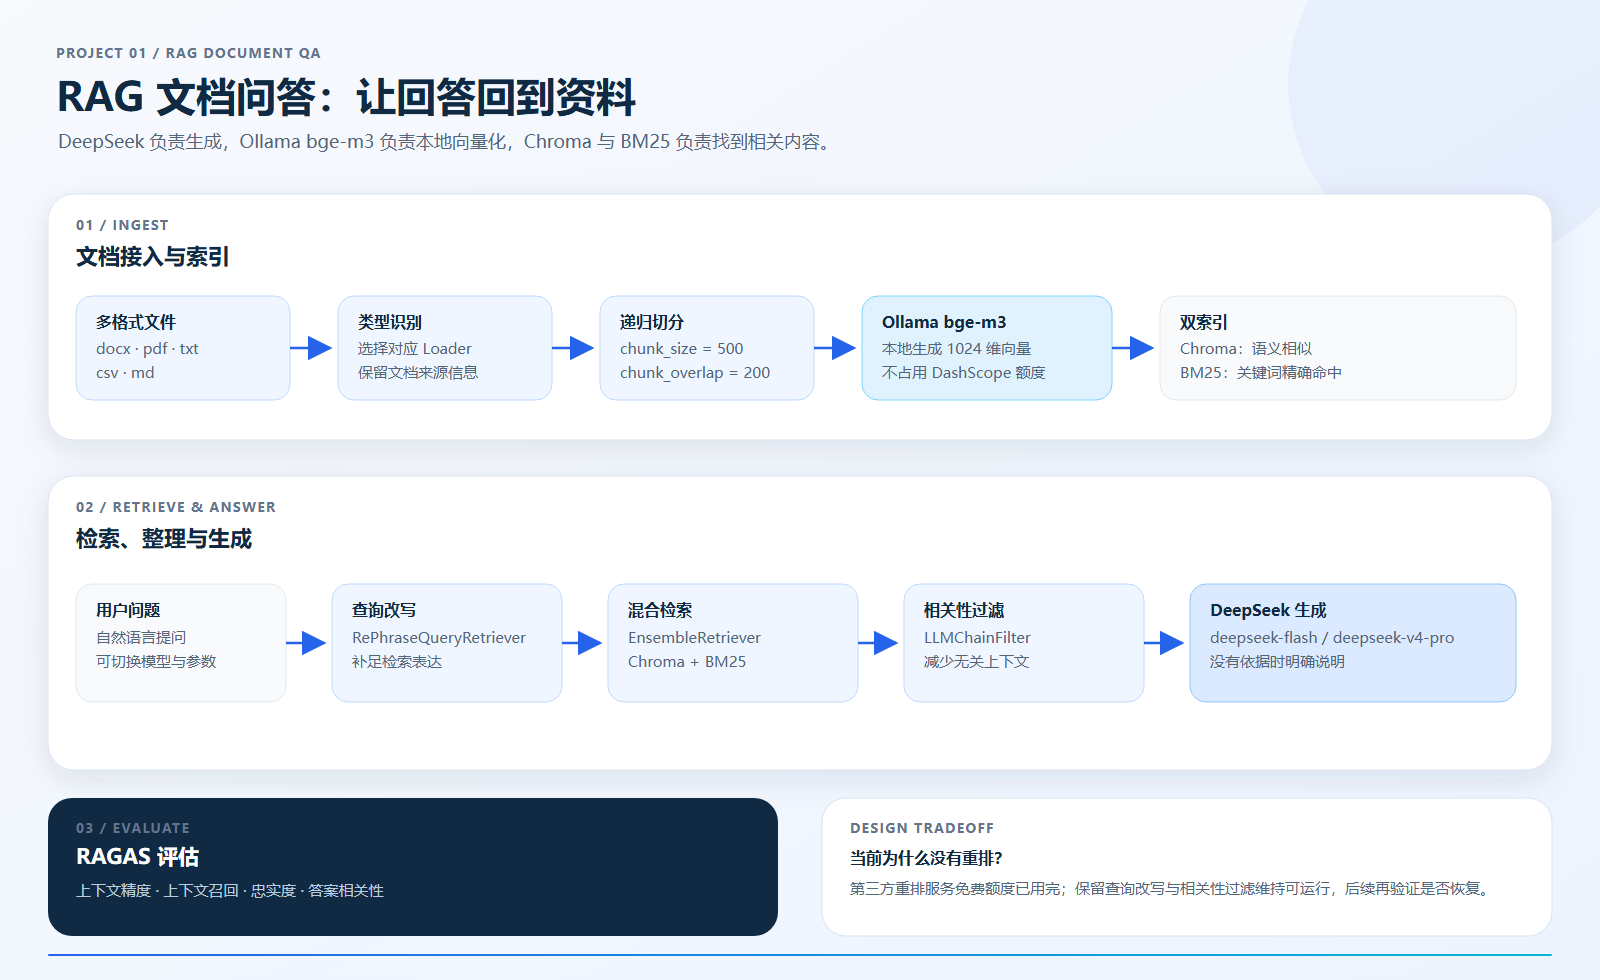 PROJECT 01 / RAG DOCUMENT QA
RAG 文档问答：让回答回到资料
DeepSeek 负责生成，Ollama bge-m3 负责本地向量化，Chroma 与 BM25 负责找到相关内容。
01 / INGEST
文档接入与索引
多格式文件
docx · pdf · txt
csv · md
类型识别
选择对应 Loader
保留文档来源信息
递归切分
chunk_size = 500
chunk_overlap = 200
Ollama bge-m3
本地生成 1024 维向量
不占用 DashScope 额度
双索引
Chroma：语义相似
BM25：关键词精确命中
02 / RETRIEVE & ANSWER
检索、整理与生成
用户问题
自然语言提问
可切换模型与参数
查询改写
RePhraseQueryRetriever
补足检索表达
混合检索
EnsembleRetriever
Chroma + BM25
相关性过滤
LLMChainFilter
减少无关上下文
DeepSeek 生成
deepseek-flash / deepseek-v4-pro
没有依据时明确说明
03 / EVALUATE
RAGAS 评估
上下文精度 · 上下文召回 · 忠实度 · 答案相关性
DESIGN TRADEOFF
当前为什么没有重排?
第三方重排服务免费额度已用完；保留查询改写与相关性过滤维持可运行，后续再验证是否恢复。